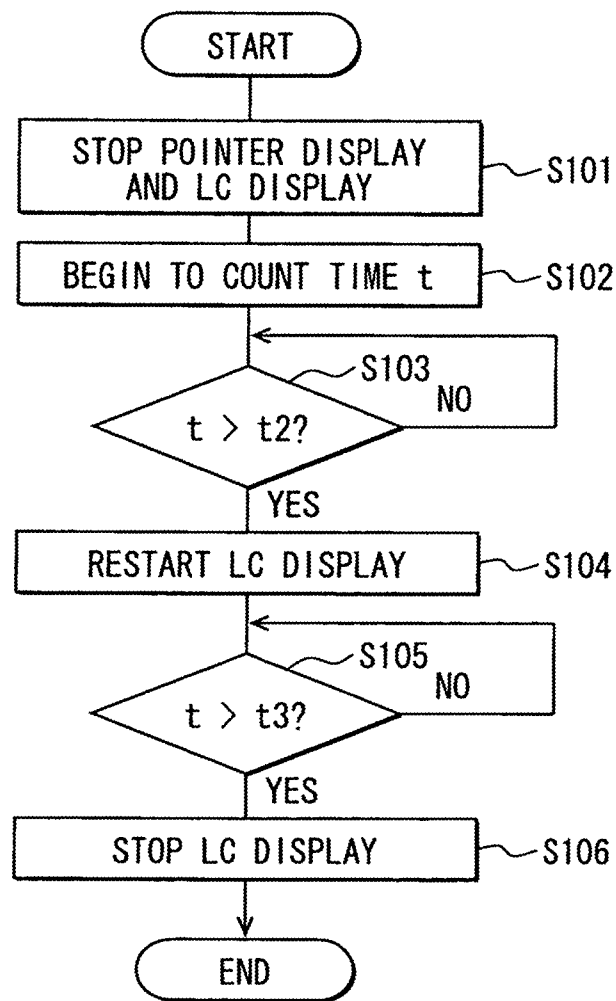 START
STOP POINTER DISPLAY
AND LC DISPLAY
S101
BEGIN TO COUNT TIME t
S102
S103
NO
t > t2?
YES
RESTART LC DISPLAY
S104
S105
NO
t > t3?
YES
STOP LC DISPLAY
S106
END